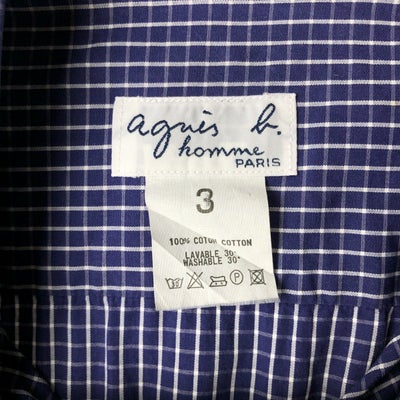 agnès b.
homme
PARIS
3
100% COTON COTTON
LAVABLE 30°
WASHABLE 30°
P